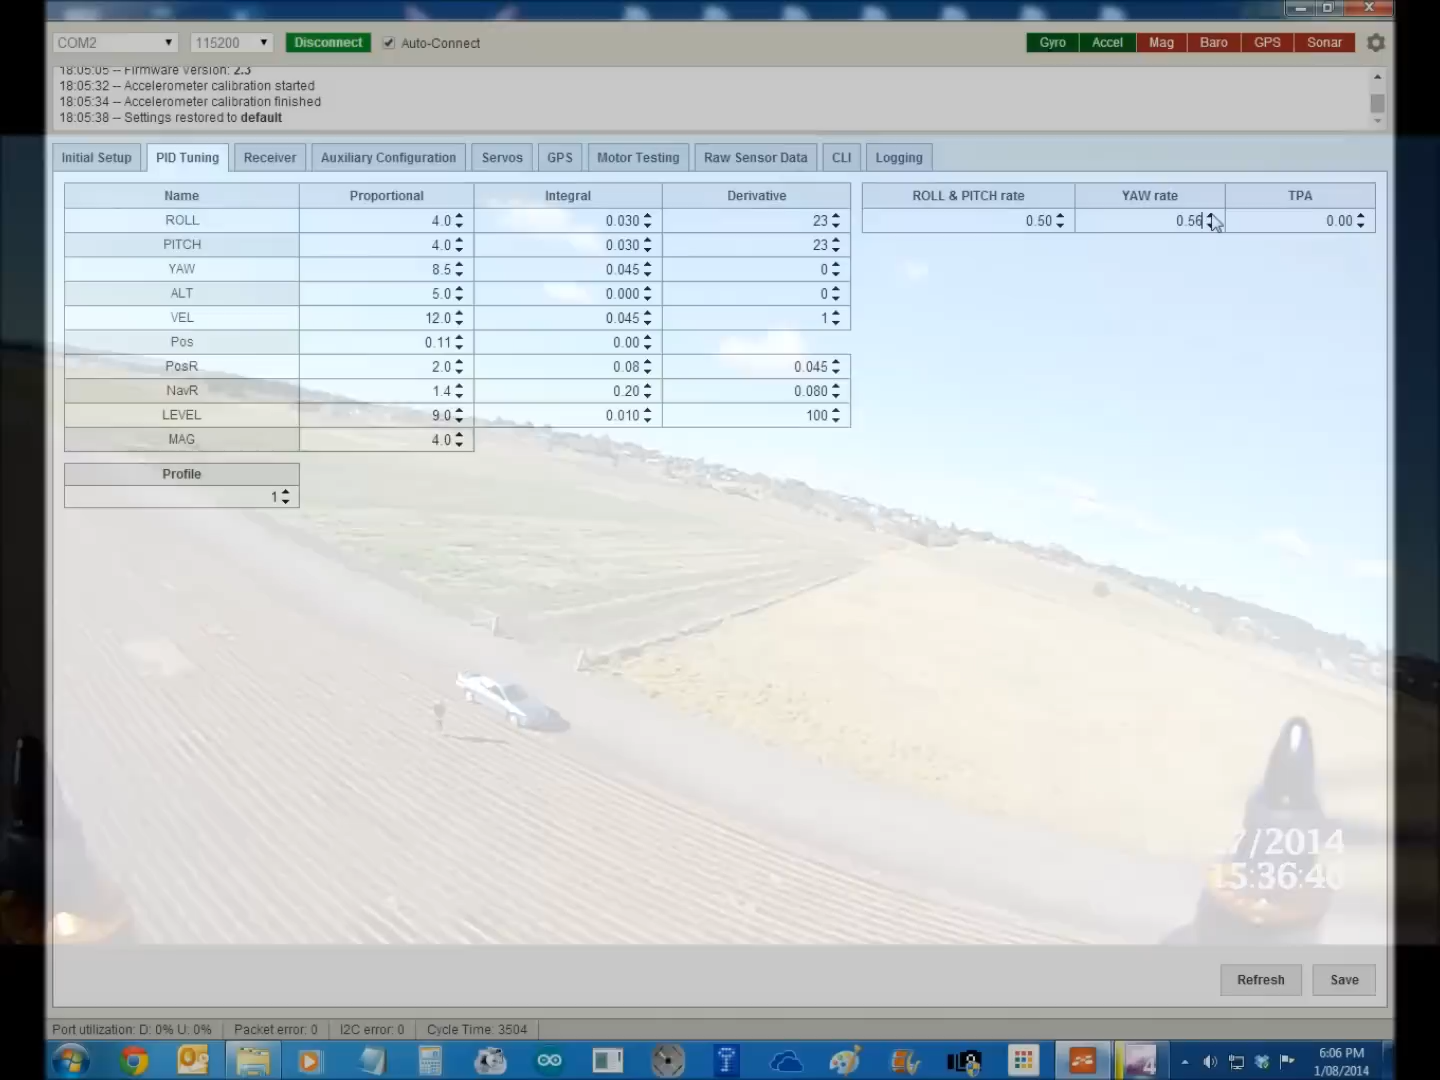 COM2 115200 Disconnect Auto-Connect Gyro Accel Mag Baro GPS Sonar
18:05:05 -- Firmware Version: 2.3
18:05:32 -- Accelerometer calibration started
18:05:34 -- Accelerometer calibration finished
18:05:38 -- Settings restored to default
Initial Setup PID Tuning Receiver Auxiliary Configuration Servos GPS Motor Testing Raw Sensor Data CLI Logging
Name Proportional Integral Derivative ROLL & PITCH rate YAW rate TPA
ROLL 4.0 0.030 23 0.50 0.56 0.00
PITCH 4.0 0.030 23
YAW 8.5 0.045 0
ALT 5.0 0.000 0
VEL 12.0 0.045 1
Pos 0.11 0.00
PosR 2.0 0.08 0.045
NavR 1.4 0.20 0.080
LEVEL 9.0 0.010 100
MAG 4.0
Profile
1
7/2014
15:36:40
Refresh Save
Port utilization: D: 0% U: 0% Packet error: 0 I2C error: 0 Cycle Time: 3504
6:06 PM
1/08/2014